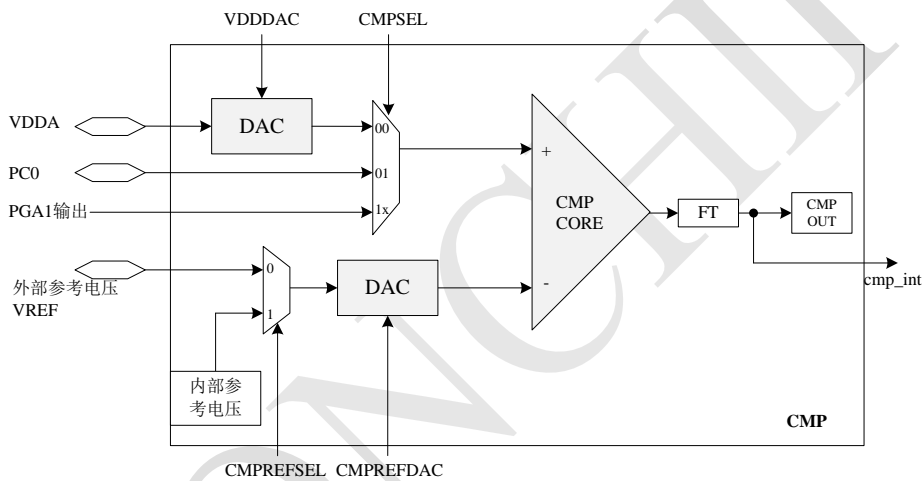 VDDDAC
CMPSEL
VDDA
DAC
00
PC0
01
PGA1输出
1x
+
CMP
CORE
-
FT
CMP
OUT
cmp_int
外部参考电压
VREF
0
1
DAC
内部参
考电压
CMP
CMPREFSEL
CMPREFDAC